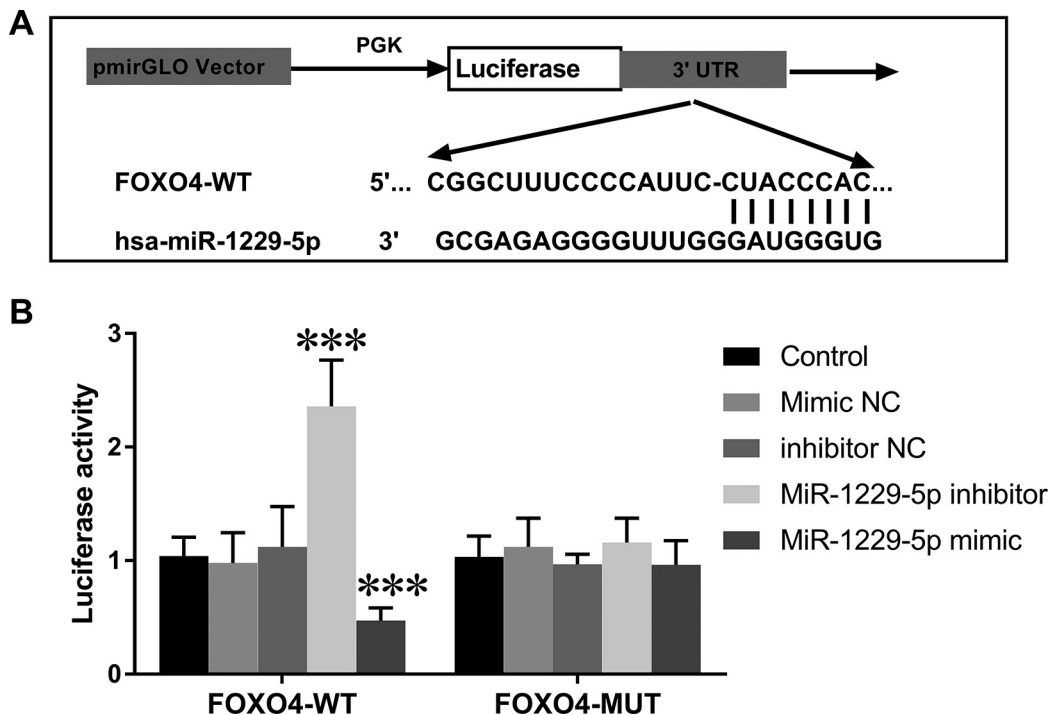 A
PGK
pmirGLO Vector
Luciferase
3' UTR
FOXO4-WT 5'... CGGCUUUCCCCAUUC-CUACCCAC...
hsa-miR-1229-5p 3' GCGAGAGGGGUUUGGGAUGGGUG
B
Luciferase activity
3
2
1
0
***
***
FOXO4-WT
FOXO4-MUT
Control
Mimic NC
inhibitor NC
MiR-1229-5p inhibitor
MiR-1229-5p mimic